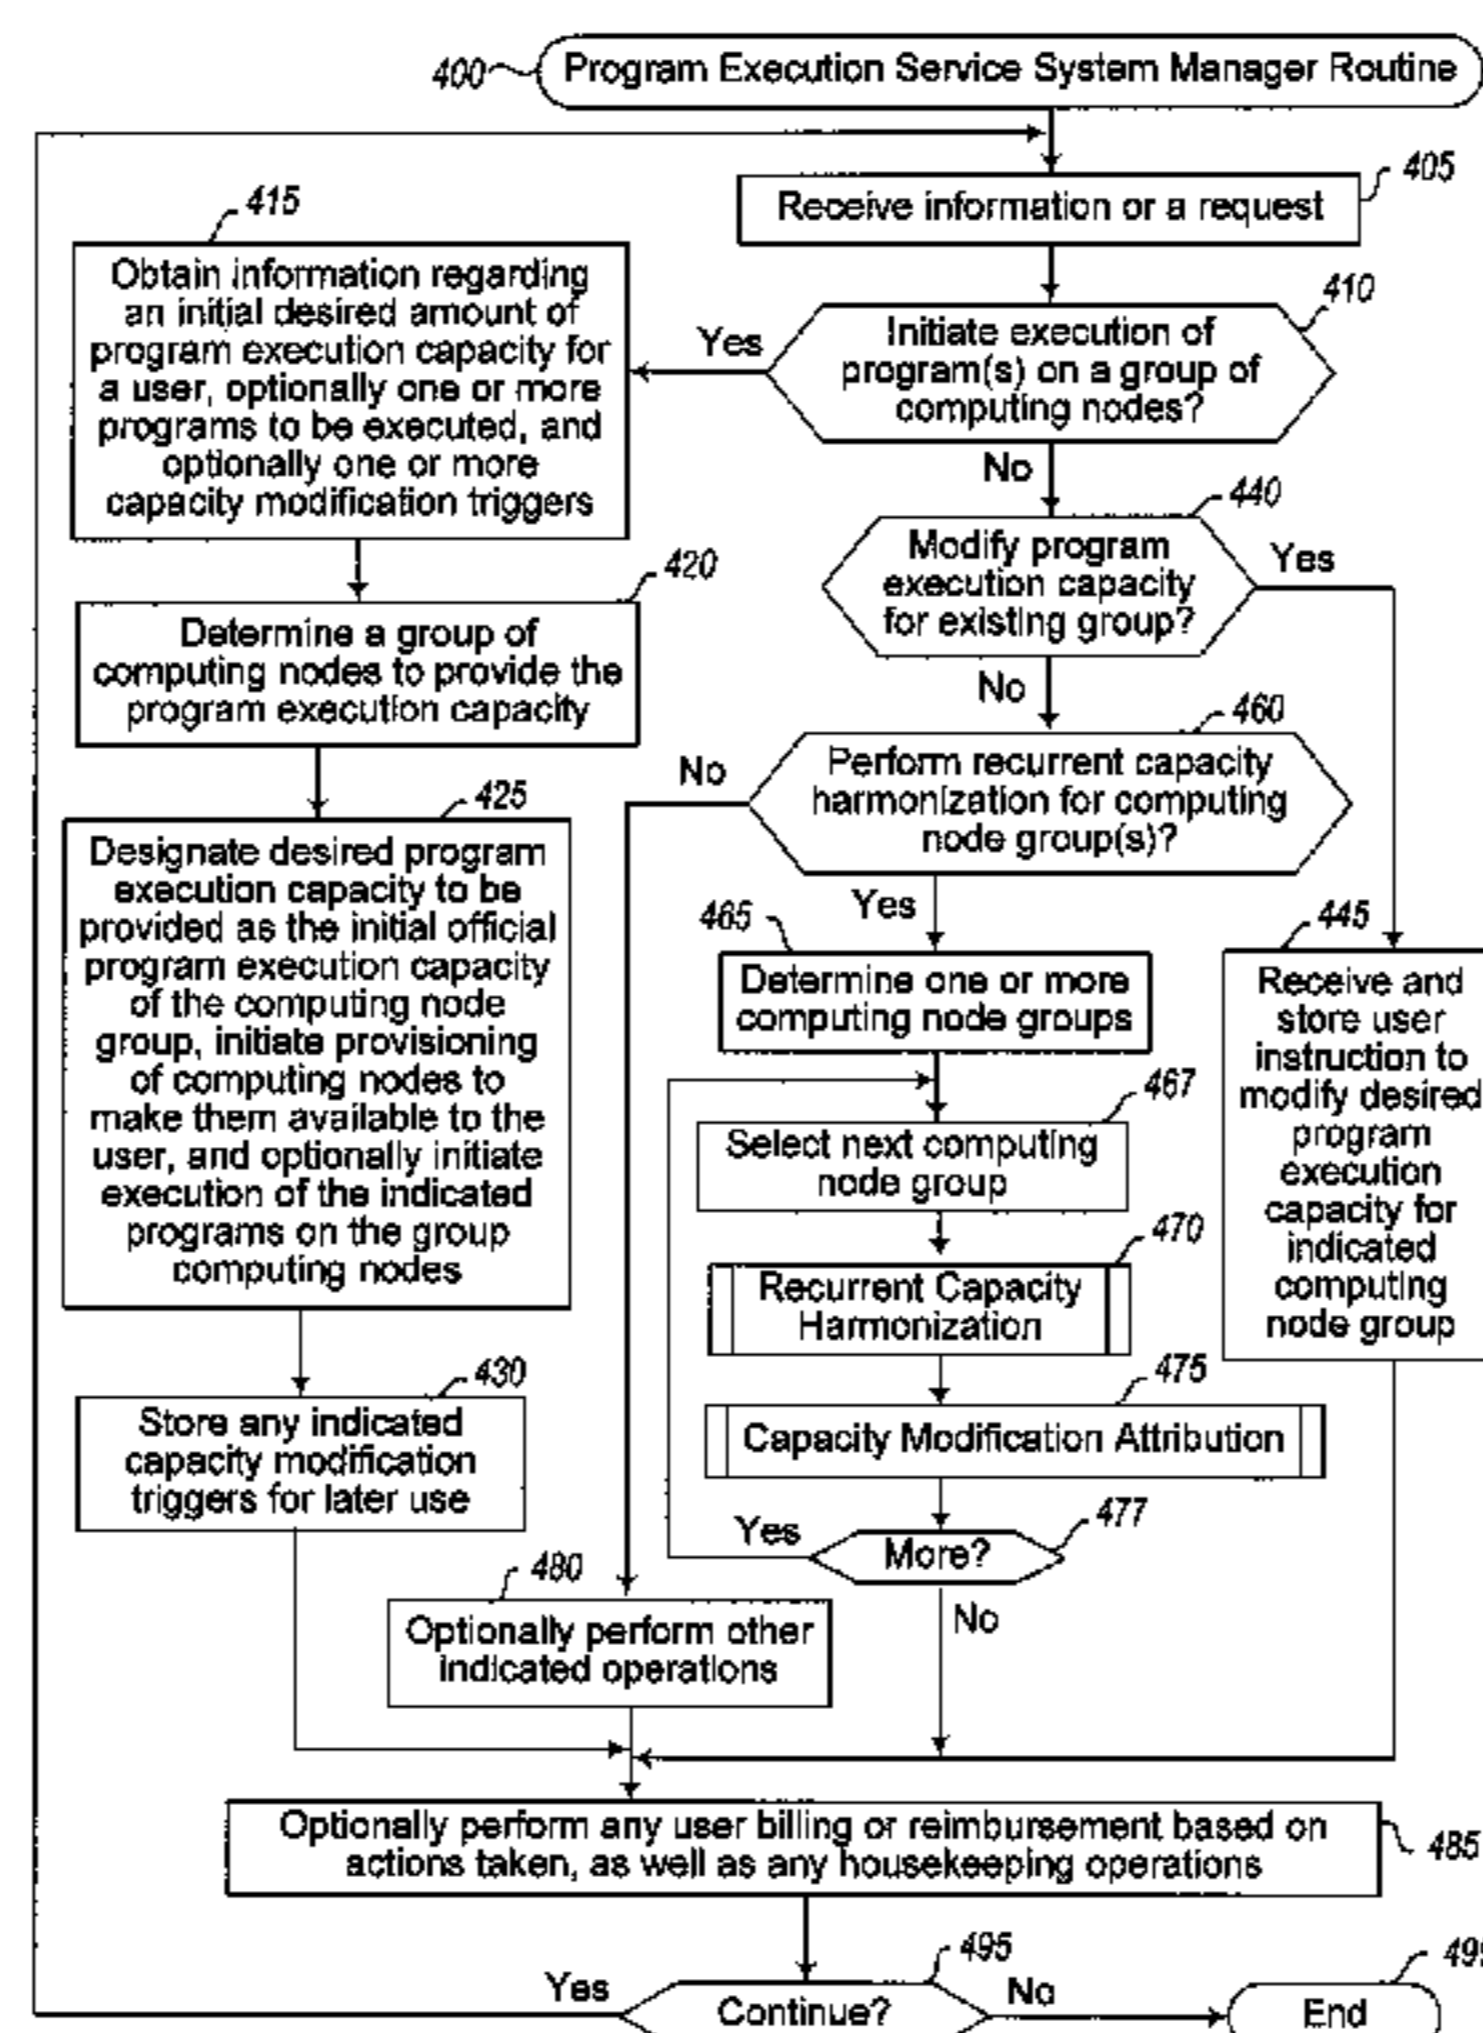 400
Program Execution Service System Manager Routine
405
Receive information or a request
410
Initiate execution of
program(s) on a group of
computing nodes?
Yes
No
415
Obtain information regarding
an initial desired amount of
program execution capacity for
a user, optionally one or more
programs to be executed, and
optionally one or more
capacity modification triggers
420
Determine a group of
computing nodes to provide the
program execution capacity
425
Designate desired program
execution capacity to be
provided as the initial official
program execution capacity
of the computing node
group, initiate provisioning
of computing nodes to
make them available to the
user, and optionally initiate
execution of the indicated
programs on the group
computing nodes
430
Store any indicated
capacity modification
triggers for later use
440
Modify program
execution capacity
for existing group?
Yes
No
445
Receive and
store user
instruction to
modify desired
program
execution
capacity for
indicated
computing
node group
460
Perform recurrent capacity
harmonization for computing
node group(s)?
No
Yes
465
Determine one or more
computing node groups
467
Select next computing
node group
470
Recurrent Capacity
Harmonization
475
Capacity Modification Attribution
477
More?
Yes
No
480
Optionally perform other
indicated operations
485
Optionally perform any user billing or reimbursement based on
actions taken, as well as any housekeeping operations
495
Continue?
Yes
No
End